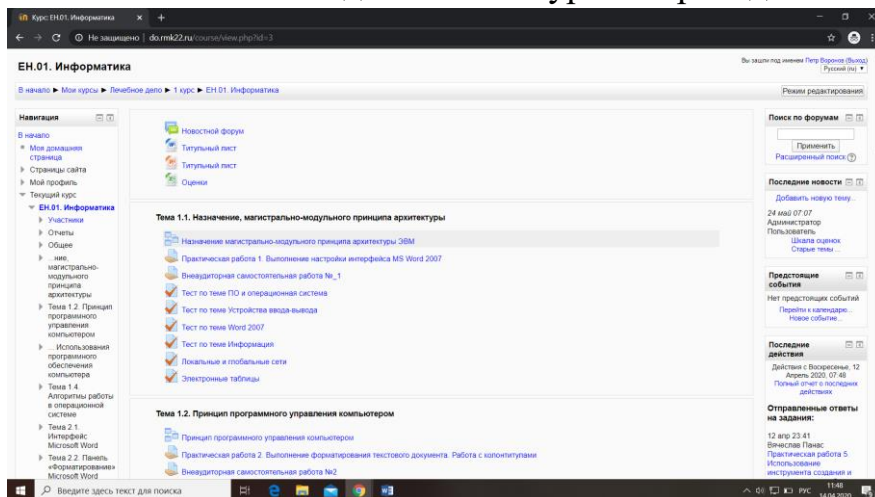 Курс: ЕН.01. Информатика
Не защищено | do.rmk22.ru/course/view.php?id=3
ЕН.01. Информатика
Вы зашли под именем Петр Воронов (Выход)
Русский (ru)
В начало ► Мои курсы ► Лечебное дело ► 1 курс ► ЕН.01. Информатика
Режим редактирования
Навигация
В начало
Моя домашняя
страница
Страницы сайта
Мой профиль
Текущий курс
ЕН.01. Информатика
Участники
Отчеты
Общее
...ние,
магистрально-
модульного
принципа
архитектуры
Тема 1.2. Принцип
программного
управления
компьютером
... Использования
программного
обеспечения
компьютера
Тема 1.4.
Алгоритмы работы
в операционной
системе
Тема 2.1.
Интерфейс
Microsoft Word
Тема 2.2. Панель
«Форматирование»
Microsoft Word
Новостной форум
Титульный лист
Титульный лист
Оценки
Тема 1.1. Назначение, магистрально-модульного принципа архитектуры
Назначение магистрально-модульного принципа архитектуры ЭВМ
Практическая работа 1. Выполнение настройки интерфейса MS Word 2007
Внеаудиторная самостоятельная работа №_1
Тест по теме ПО и операционная система
Тест по теме Устройства ввода-вывода
Тест по теме Word 2007
Тест по теме Информация
Локальные и глобальные сети
Электронные таблицы
Тема 1.2. Принцип программного управления компьютером
Принцип программного управления компьютером
Практическая работа 2. Выполнение форматирования текстового документа. Работа с колонтитулами
Внеаудиторная самостоятельная работа №2
Поиск по форумам
Применить
Расширенный поиск
Последние новости
Добавить новую тему...
24 май 07:07
Администратор
Пользователь
Шкала оценок
Старые темы ...
Предстоящие
события
Нет предстоящих событий
Перейти к календарю...
Новое событие...
Последние
действия
Действия с Воскресенье, 12
Апрель 2020, 07:48
Полный отчет о последних
действиях
Отправленные ответы
на задания:
12 апр 23:41
Вячеслав Панас
Практическая работа 5.
Использование
инструмента создания и
Введите здесь текст для поиска
РУС
11:48
14.04.2020